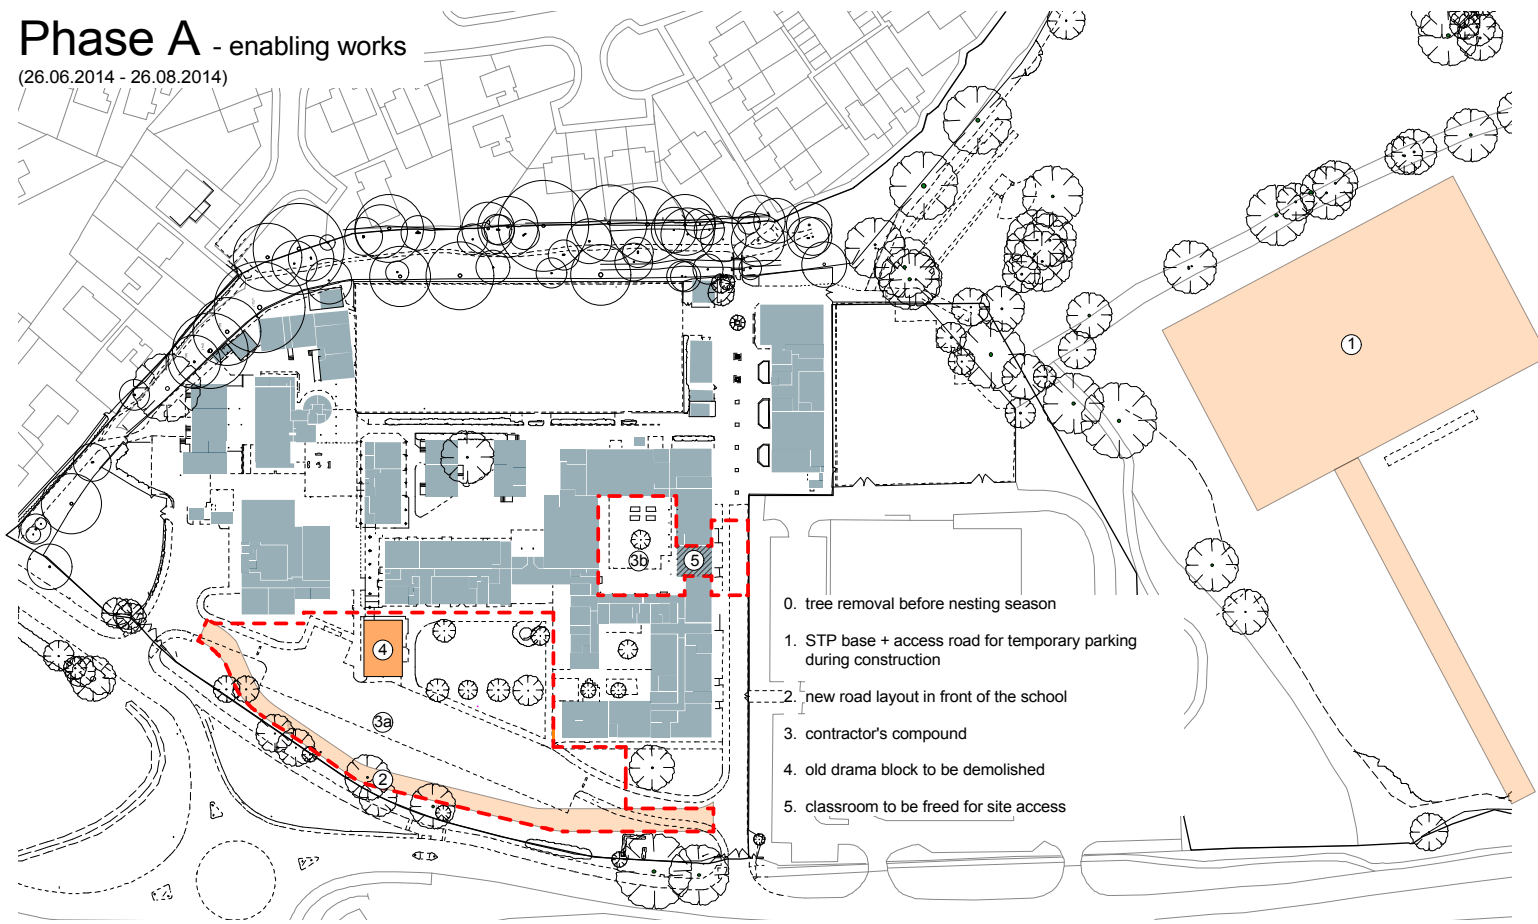 Phase A - enabling works
(26.06.2014 - 26.08.2014)
1
3b
5
4
3a
2
0. tree removal before nesting season
1. STP base + access road for temporary parking
during construction
2. new road layout in front of the school
3. contractor's compound
4. old drama block to be demolished
5. classroom to be freed for site access